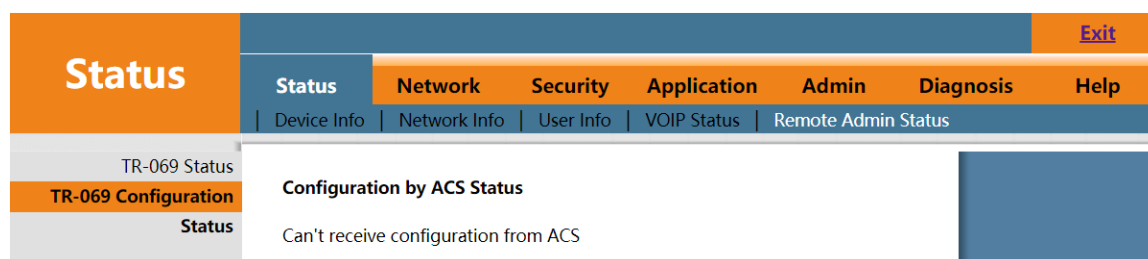 Exit
Status
Status Network Security Application Admin Diagnosis Help
| Device Info | Network Info | User Info | VOIP Status | Remote Admin Status
TR-069 Status
TR-069 Configuration
Status
Configuration by ACS Status
Can't receive configuration from ACS